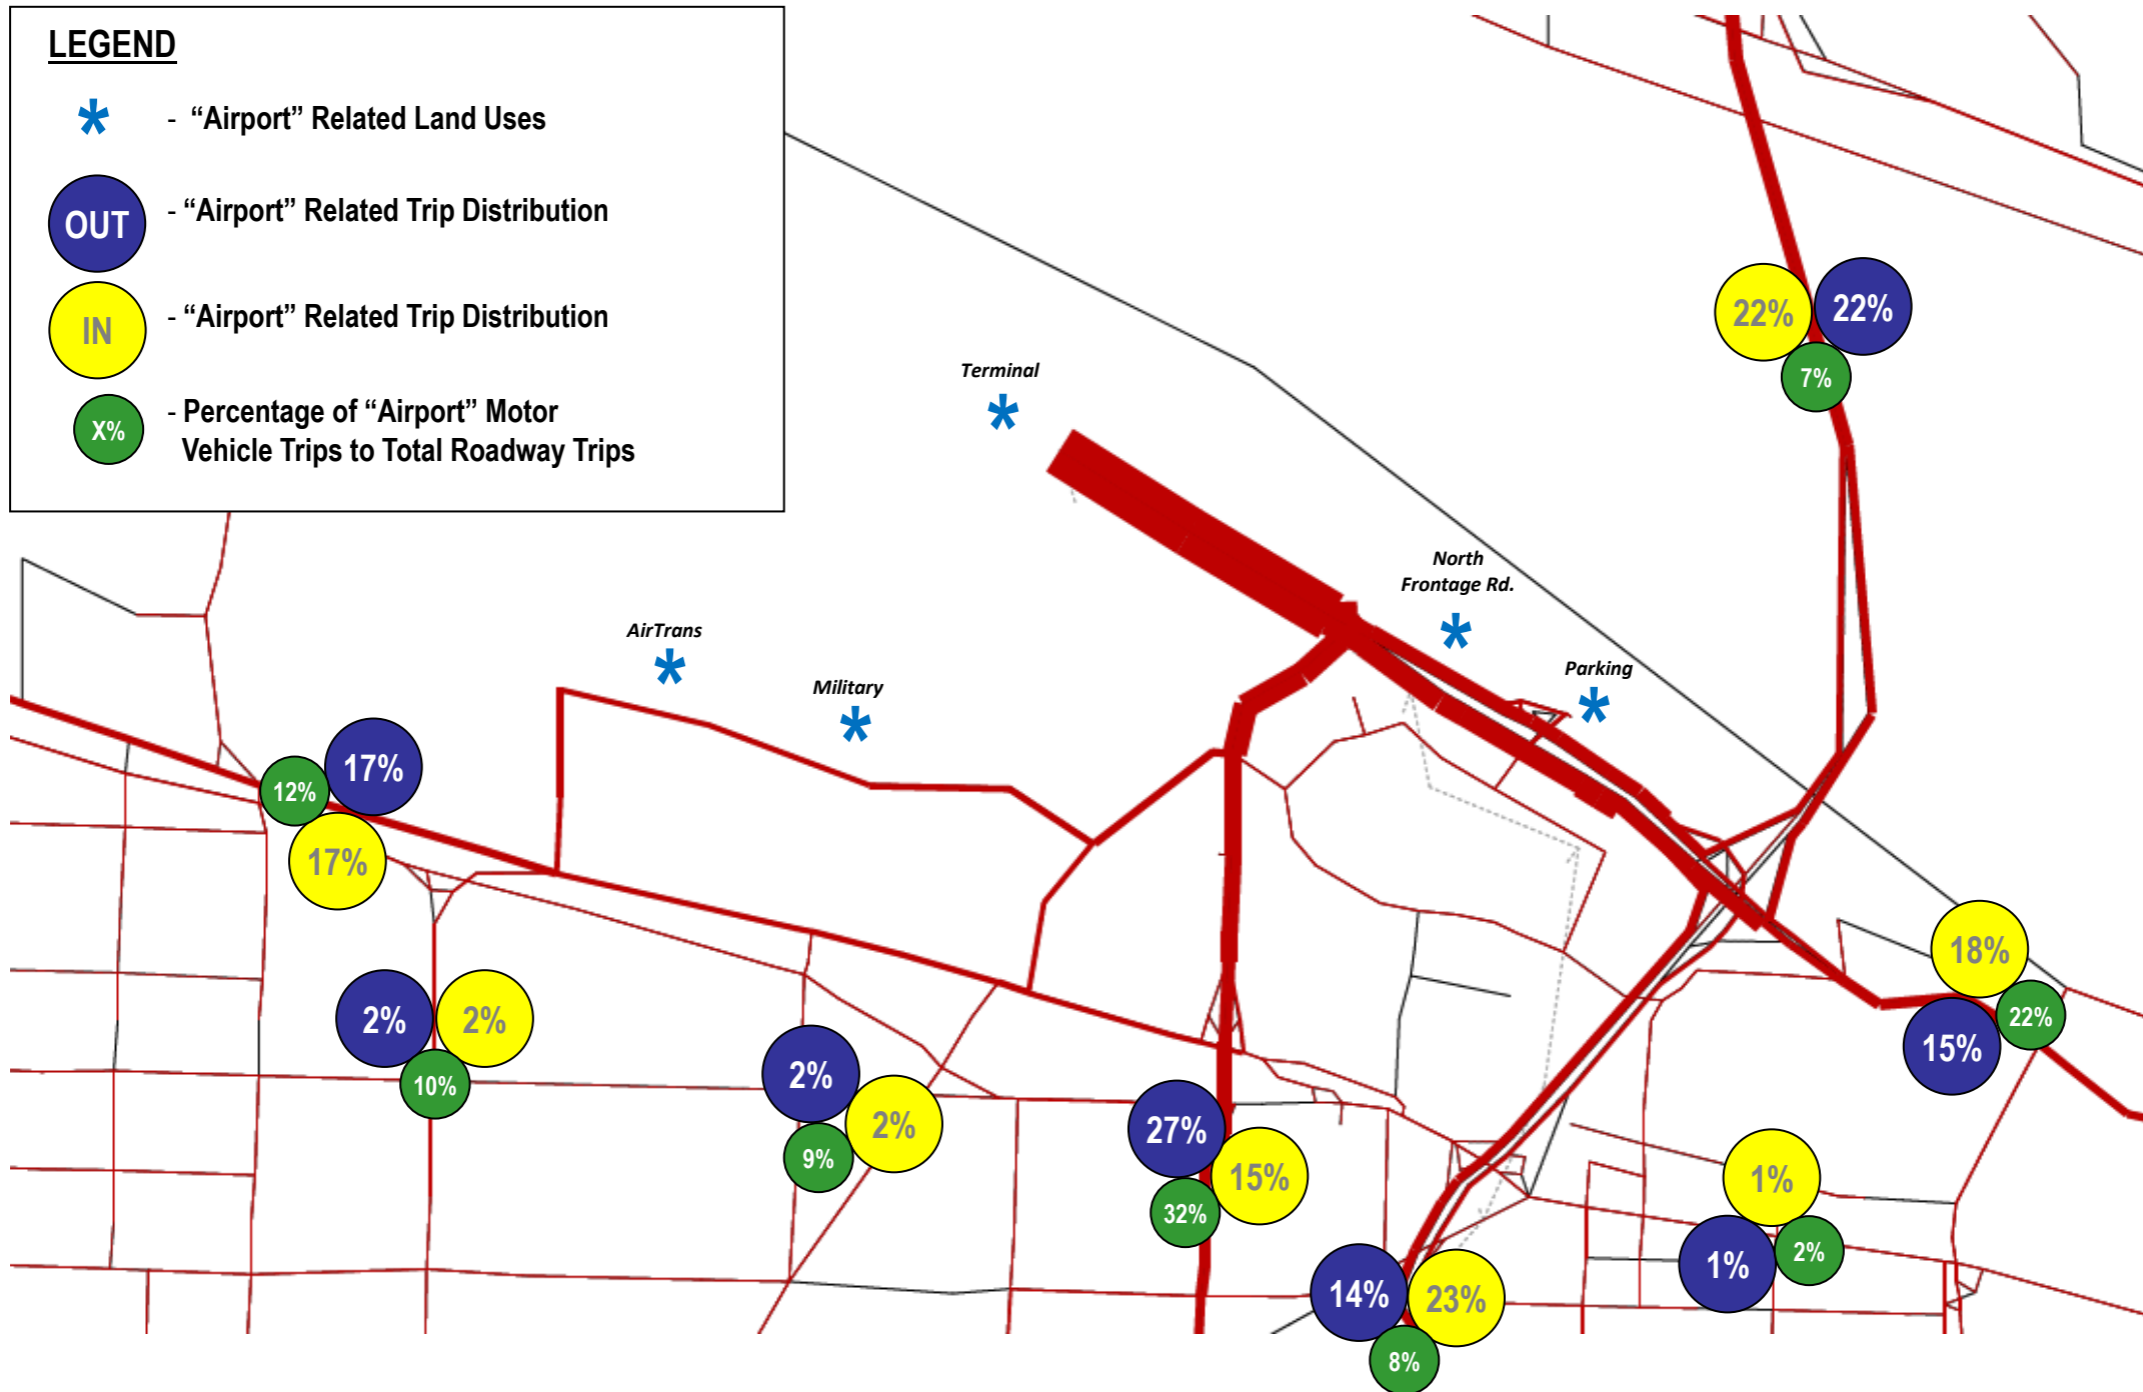 LEGEND
- “Airport” Related Land Uses
OUT
- “Airport” Related Trip Distribution
IN
- “Airport” Related Trip Distribution
X%
- Percentage of “Airport” Motor
Vehicle Trips to Total Roadway Trips
22%
22%
7%
Terminal
North
Frontage Rd.
AirTrans
Parking
Military
17%
12%
17%
18%
22%
15%
2%
2%
10%
2%
2%
9%
27%
15%
32%
1%
1%
2%
14%
23%
8%